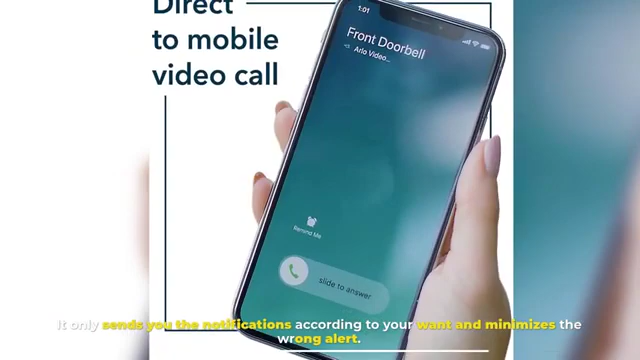 Direct
to mobile
video call
1:01
Front Doorbell
Arlo Video...
Remind Me
slide to answer
It only sends you the notifications according to your want and minimizes the
wrong alert.